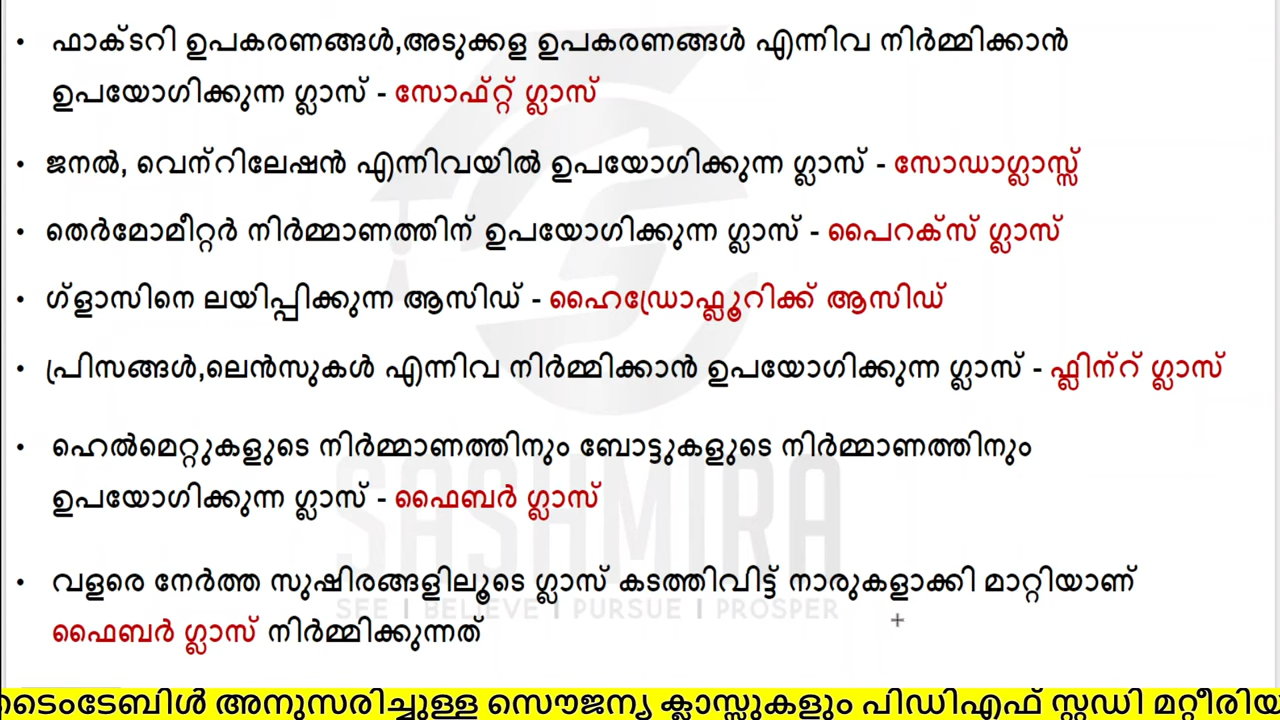 • ഫാക്ടറി ഉപകരണങ്ങൾ,അടുക്കള ഉപകരണങ്ങൾ എന്നിവ നിർമ്മിക്കാൻ
ഉപയോഗിക്കുന്ന ഗ്ലാസ് - സോഫ്റ്റ് ഗ്ലാസ്
• ജനൽ, വെന്റിലേഷൻ എന്നിവയിൽ ഉപയോഗിക്കുന്ന ഗ്ലാസ് - സോഡാഗ്ലാസ്സ്
• തെർമോമീറ്റർ നിർമ്മാണത്തിന് ഉപയോഗിക്കുന്ന ഗ്ലാസ് - പൈറക്സ് ഗ്ലാസ്
• ഗ്ളാസിനെ ലയിപ്പിക്കുന്ന ആസിഡ് - ഹൈഡ്രോഫ്ലൂറിക്ക് ആസിഡ്
• പ്രിസങ്ങൾ,ലെൻസുകൾ എന്നിവ നിർമ്മിക്കാൻ ഉപയോഗിക്കുന്ന ഗ്ലാസ് - ഫ്ലിന്റ് ഗ്ലാസ്
• ഹെൽമെറ്റുകളുടെ നിർമ്മാണത്തിനും ബോട്ടുകളുടെ നിർമ്മാണത്തിനും
ഉപയോഗിക്കുന്ന ഗ്ലാസ് - ഫൈബർ ഗ്ലാസ്
SASHMIRA
• വളരെ നേർത്ത സുഷിരങ്ങളിലൂടെ ഗ്ലാസ് കടത്തിവിട്ട് നാരുകളാക്കി മാറ്റിയാണ്
SEE | BELIEVE | PURSUE | PROSPER
ഫൈബർ ഗ്ലാസ് നിർമ്മിക്കുന്നത്
ടൈംടേബിൾ അനുസരിച്ചുള്ള സൌജന്യ ക്ലാസ്സുകളും പിഡിഎഫ് സ്റ്റഡി മറ്റീരിയ